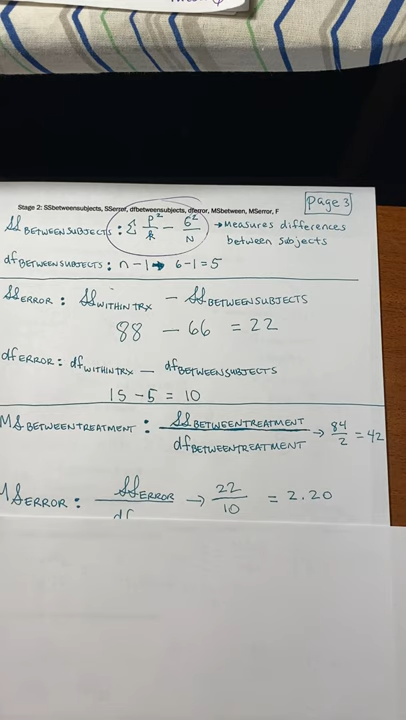 Page 3
Stage 2: SSbetweensubjects, SSerror, dfbetweensubjects, dferror, MSbetween, MSerror, F
SS BETWEEN SUBJECTS : Σ P²/k − G²/N → Measures differences
between subjects
df BETWEEN SUBJECTS : n − 1 → 6 − 1 = 5
SS ERROR : SS WITHIN TRX − SS BETWEEN SUBJECTS
88 − 66 = 22
df ERROR : df WITHIN TRX − df BETWEEN SUBJECTS
15 − 5 = 10
MS BETWEEN TREATMENT : SS BETWEEN TREATMENT / df BETWEEN TREATMENT → 84/2 = 42
MS ERROR : SS ERROR / df → 22/10 = 2.20